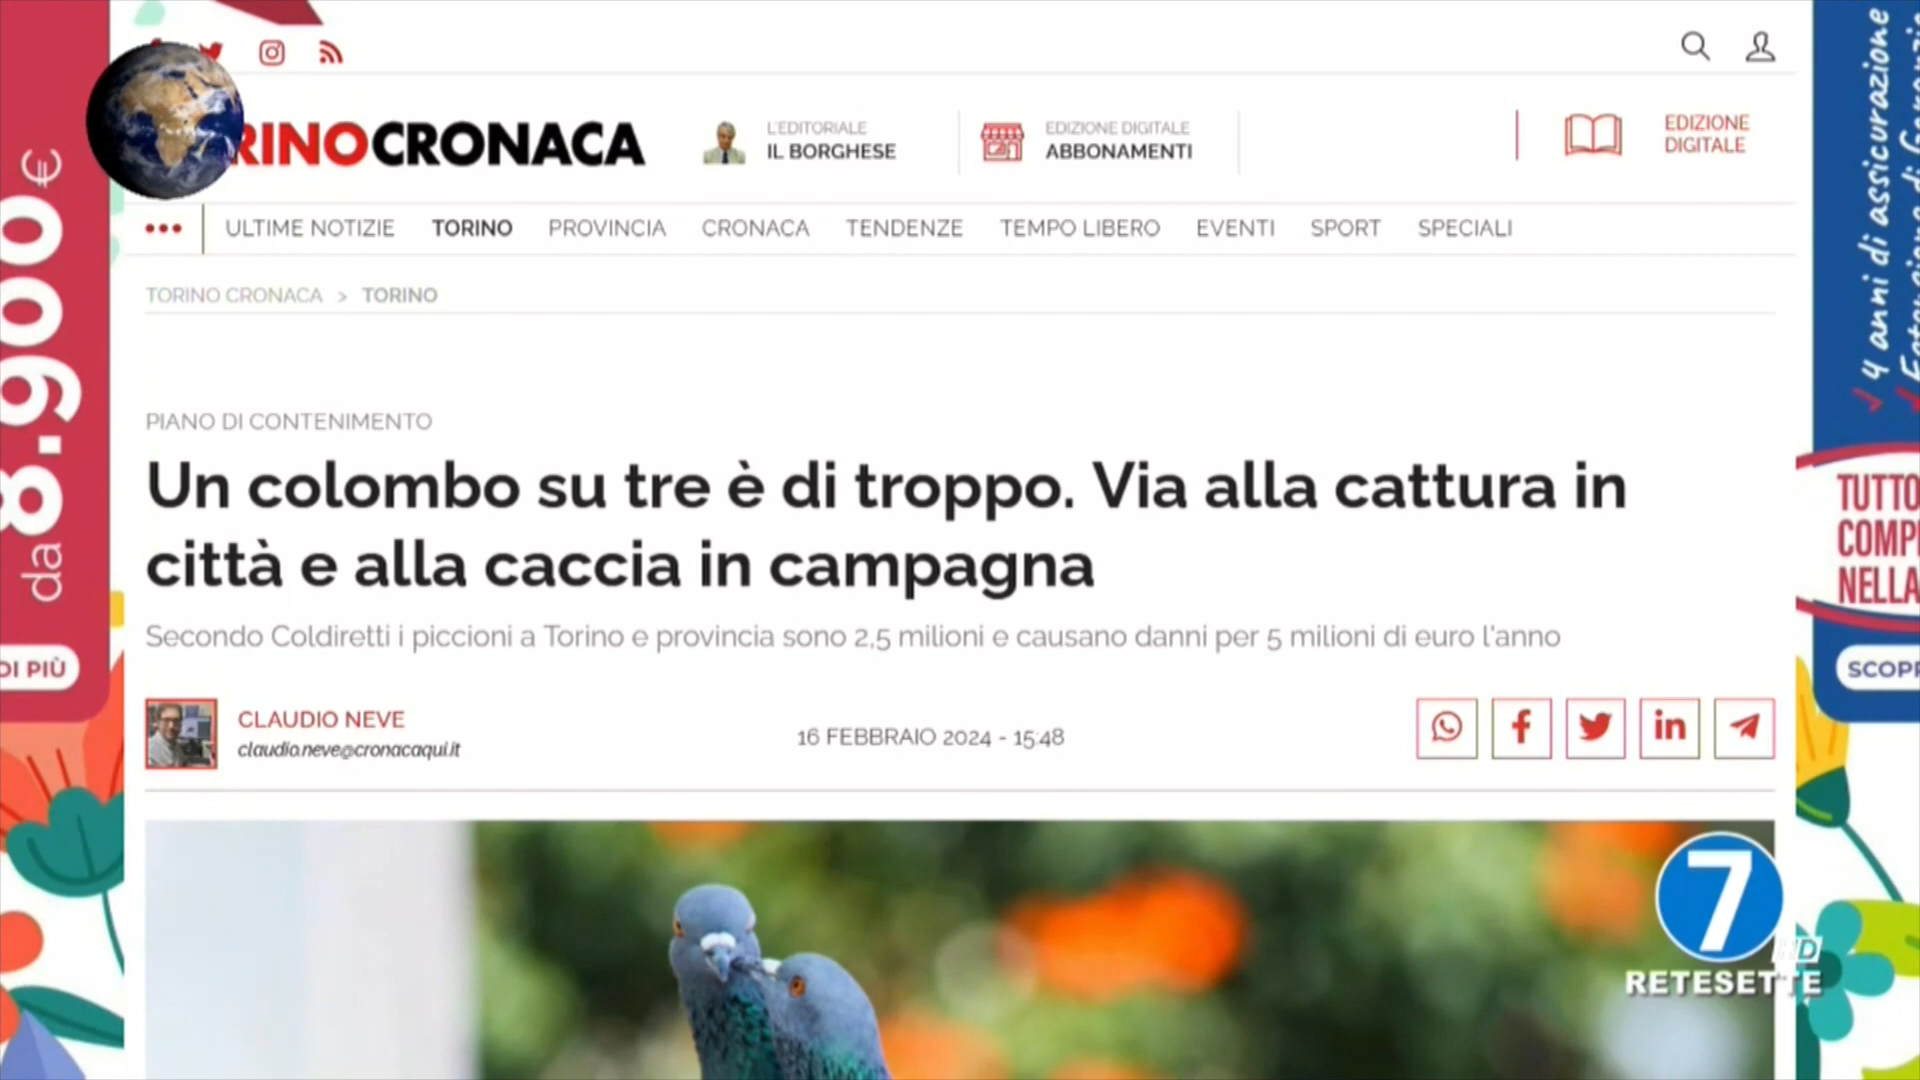 RINOCRONACA
L'EDITORIALE
IL BORGHESE
EDIZIONE DIGITALE
ABBONAMENTI
EDIZIONE
DIGITALE
ULTIME NOTIZIE TORINO PROVINCIA CRONACA TENDENZE TEMPO LIBERO EVENTI SPORT SPECIALI
TORINO CRONACA > TORINO
PIANO DI CONTENIMENTO
Un colombo su tre è di troppo. Via alla cattura in
città e alla caccia in campagna
Secondo Coldiretti i piccioni a Torino e provincia sono 2,5 milioni e causano danni per 5 milioni di euro l'anno
CLAUDIO NEVE
claudio.neve@cronacaqui.it
16 FEBBRAIO 2024 - 15:48
da 8.900€
DI PIÙ
4 anni di assicurazione
TUTTO
COMP
NELLA
SCOP
7
HD
RETESETTE